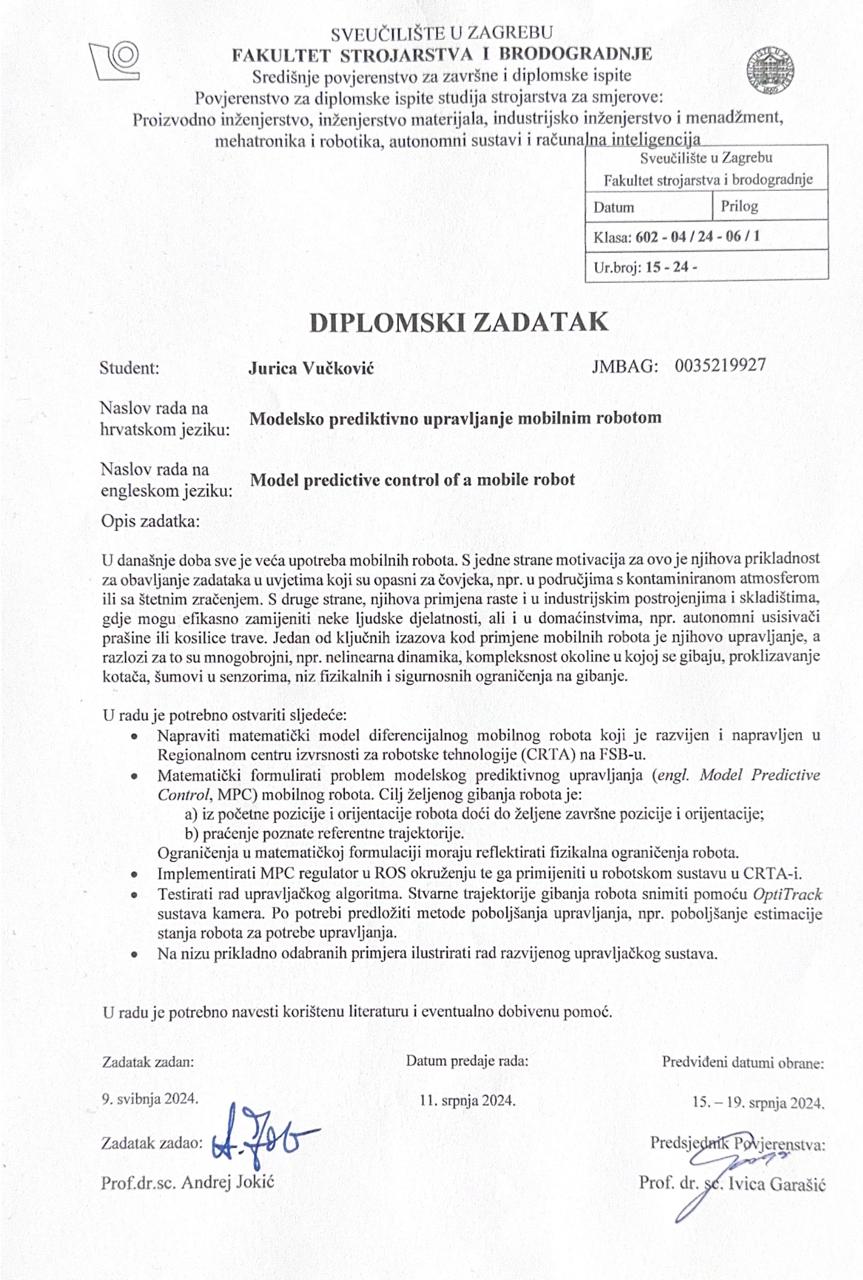 SVEUČILIŠTE U ZAGREBU
FAKULTET STROJARSTVA I BRODOGRADNJE
Središnje povjerenstvo za završne i diplomske ispite
Povjerenstvo za diplomske ispite studija strojarstva za smjerove:
Proizvodno inženjerstvo, inženjerstvo materijala, industrijsko inženjerstvo i menadžment,
mehatronika i robotika, autonomni sustavi i računalna inteligencija
Sveučilište u Zagrebu
Fakultet strojarstva i brodogradnje
Datum Prilog
Klasa: 602 - 04 / 24 - 06 / 1
Ur.broj: 15 - 24 -
DIPLOMSKI ZADATAK
Student: Jurica Vučković JMBAG: 0035219927
Naslov rada na
hrvatskom jeziku: Modelsko prediktivno upravljanje mobilnim robotom
Naslov rada na
engleskom jeziku: Model predictive control of a mobile robot
Opis zadatka:
U današnje doba sve je veća upotreba mobilnih robota. S jedne strane motivacija za ovo je njihova prikladnost
za obavljanje zadataka u uvjetima koji su opasni za čovjeka, npr. u područjima s kontaminiranom atmosferom
ili sa štetnim zračenjem. S druge strane, njihova primjena raste i u industrijskim postrojenjima i skladištima,
gdje mogu efikasno zamijeniti neke ljudske djelatnosti, ali i u domaćinstvima, npr. autonomni usisivači
prašine ili kosilice trave. Jedan od ključnih izazova kod primjene mobilnih robota je njihovo upravljanje, a
razlozi za to su mnogobrojni, npr. nelinearna dinamika, kompleksnost okoline u kojoj se gibaju, proklizavanje
kotača, šumovi u senzorima, niz fizikalnih i sigurnosnih ograničenja na gibanje.
U radu je potrebno ostvariti sljedeće:
• Napraviti matematički model diferencijalnog mobilnog robota koji je razvijen i napravljen u
Regionalnom centru izvrsnosti za robotske tehnologije (CRTA) na FSB-u.
• Matematički formulirati problem modelskog prediktivnog upravljanja (engl. Model Predictive
Control, MPC) mobilnog robota. Cilj željenog gibanja robota je:
a) iz početne pozicije i orijentacije robota doći do željene završne pozicije i orijentacije;
b) praćenje poznate referentne trajektorije.
Ograničenja u matematičkoj formulaciji moraju reflektirati fizikalna ograničenja robota.
• Implementirati MPC regulator u ROS okruženju te ga primijeniti u robotskom sustavu u CRTA-i.
• Testirati rad upravljačkog algoritma. Stvarne trajektorije gibanja robota snimiti pomoću OptiTrack
sustava kamera. Po potrebi predložiti metode poboljšanja upravljanja, npr. poboljšanje estimacije
stanja robota za potrebe upravljanja.
• Na nizu prikladno odabranih primjera ilustrirati rad razvijenog upravljačkog sustava.
U radu je potrebno navesti korištenu literaturu i eventualno dobivenu pomoć.
Zadatak zadan: Datum predaje rada: Predviđeni datumi obrane:
9. svibnja 2024. 11. srpnja 2024. 15. – 19. srpnja 2024.
Zadatak zadao: Predsjednik Povjerenstva:
Prof.dr.sc. Andrej Jokić Prof. dr. sc. Ivica Garašić